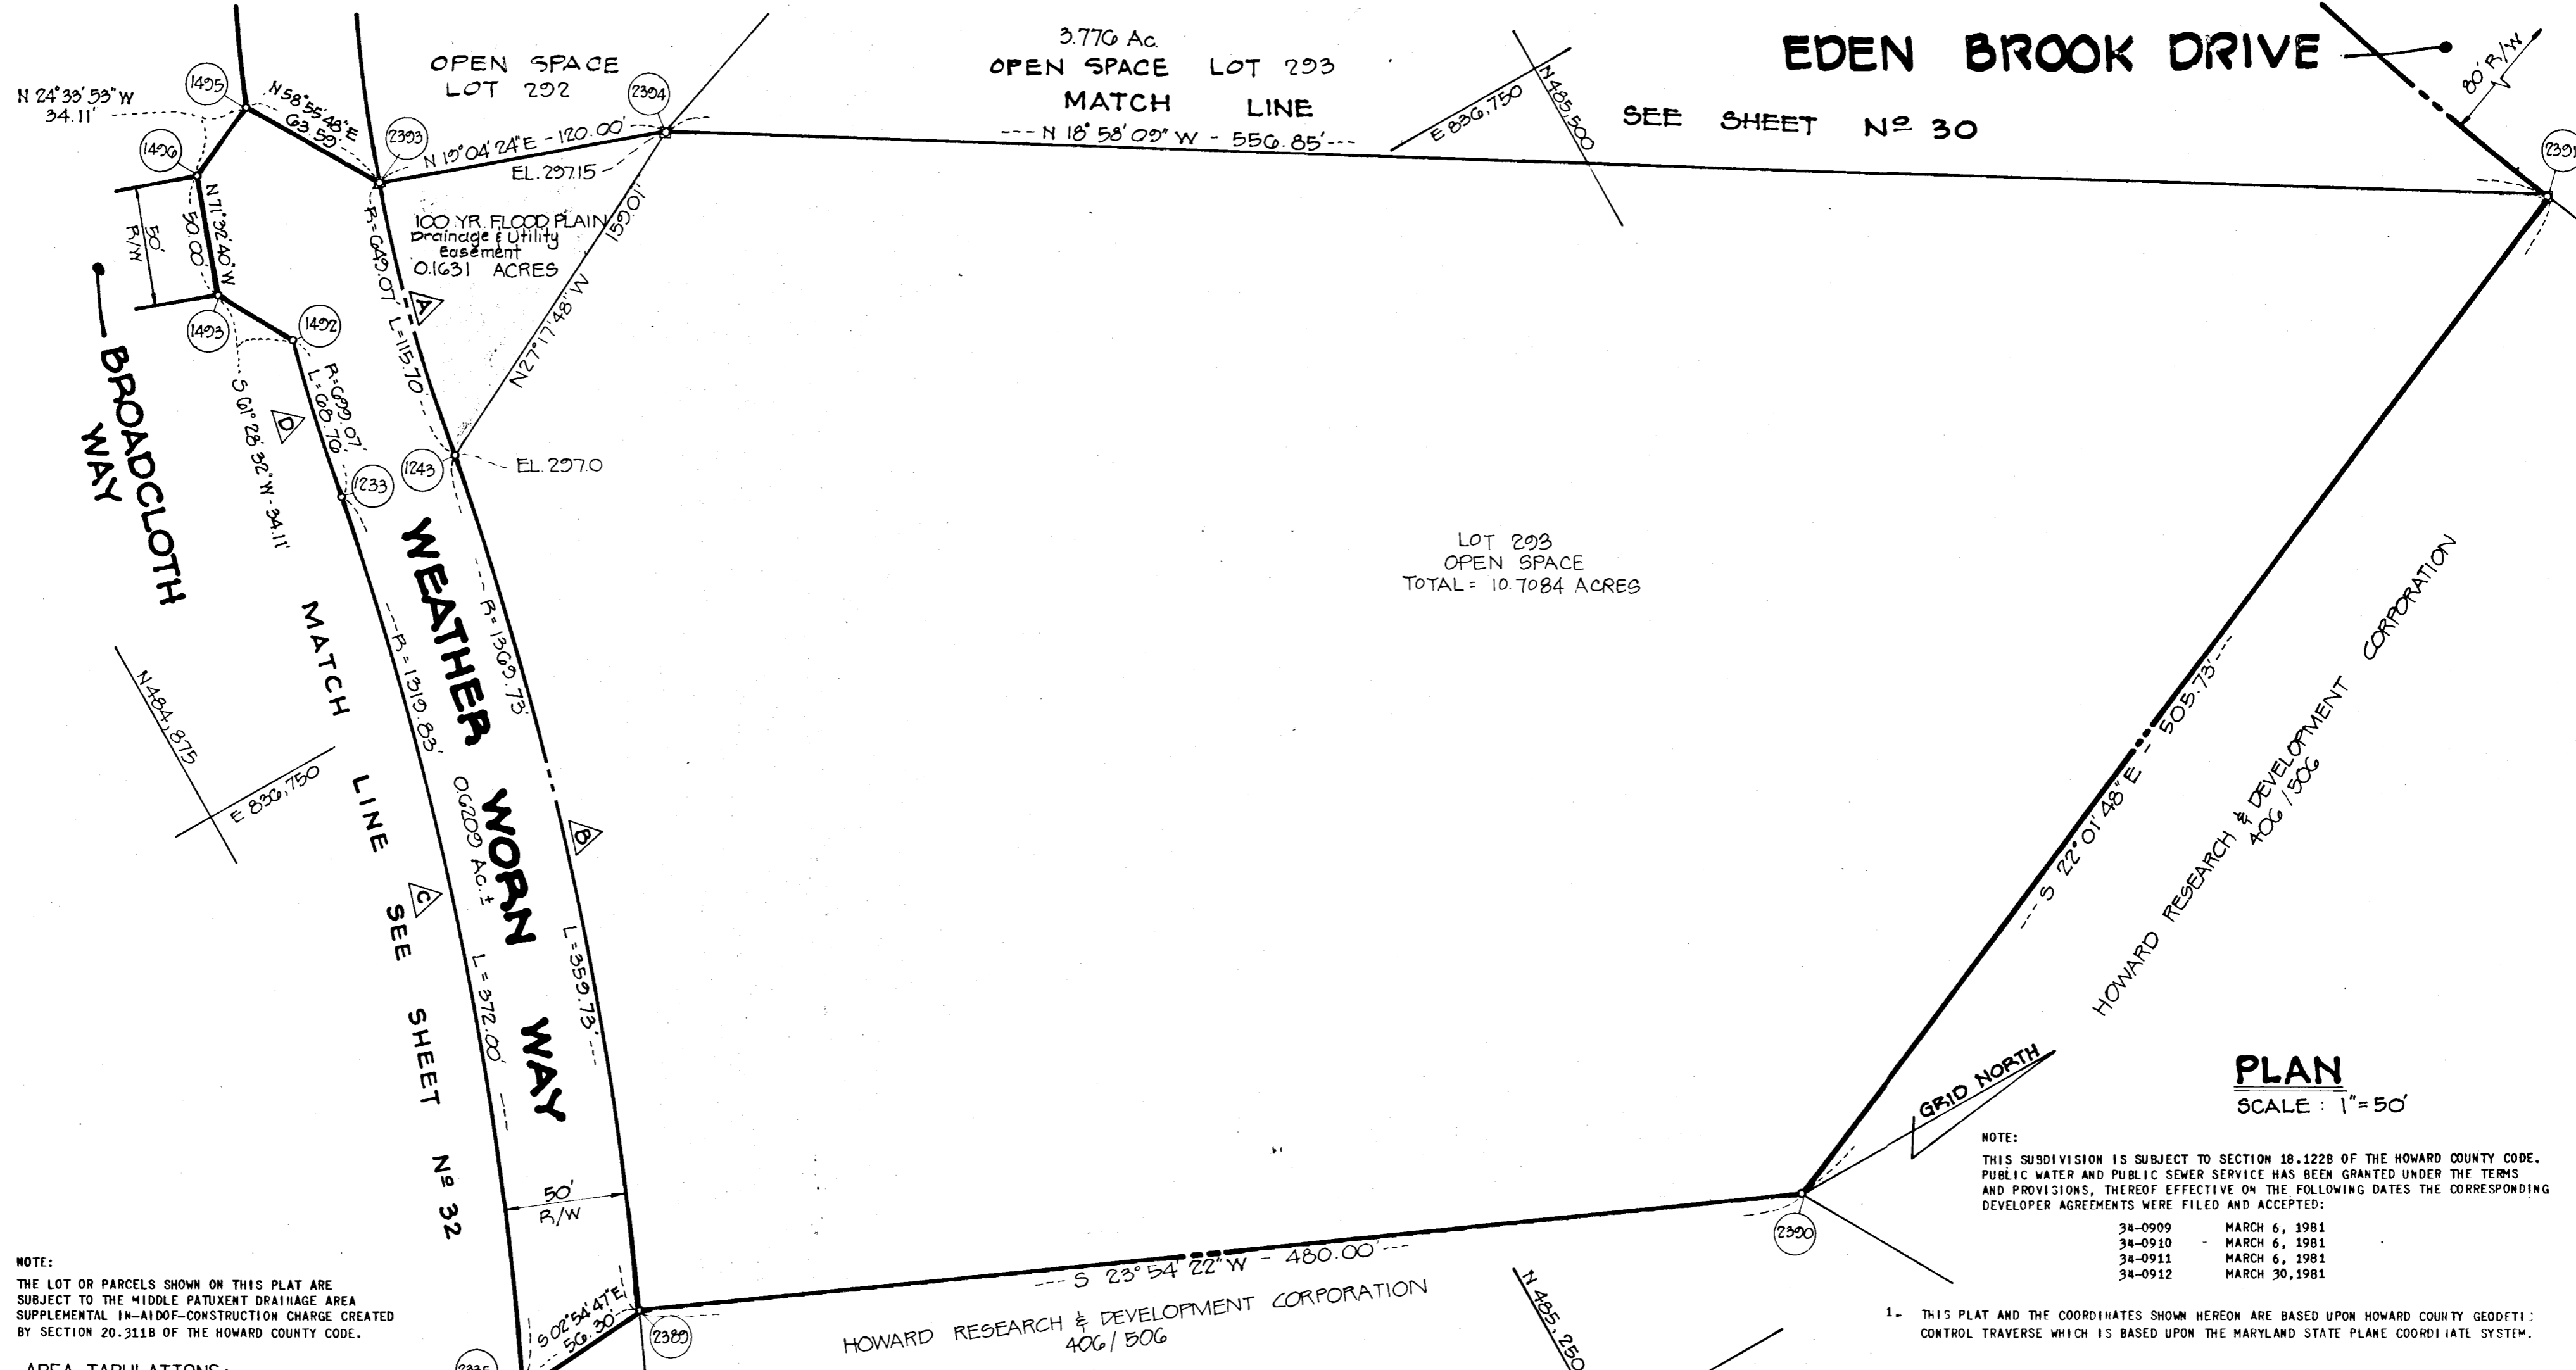 3.776 Ac.
OPEN SPACE LOT 293
MATCH LINE
--- N 18° 58' 09" W - 556.85' ---
EDEN BROOK DRIVE
80' R/W
SEE SHEET Nº 30
N 485,500
E 836,750
2391
OPEN SPACE
LOT 292
2394
1495
N 24° 33' 53" W
34.11'
N 58° 55' 48" E
63.59'
2393
N 19° 04' 24" E - 120.00'
EL. 297.15
1496
N 71° 32' 40" W
50.00'
50'
R/W
100 YR. FLOOD PLAIN
Drainage & Utility
Easement
0.1631 ACRES
159.01'
N 27° 17' 48" W
R = 649.07' L = 115.70'
A
1493
1492
R = 699.07'
L = 68.76'
D
S 61° 28' 32" W - 34.11'
BROADCLOTH
WAY
1243
EL. 297.0
1233
WEATHER WORN WAY
0.6209 Ac. ±
MATCH LINE SEE SHEET Nº 32
R = 1369.73'
L = 359.73'
B
R = 1319.83'
L = 372.00'
C
N 484,875
E 836,750
LOT 293
OPEN SPACE
TOTAL = 10.7084 ACRES
--- S 22° 01' 48" E - 505.73' ---
HOWARD RESEARCH & DEVELOPMENT CORPORATION
406 / 506
GRID NORTH
PLAN
SCALE : 1" = 50'
NOTE:
THIS SUBDIVISION IS SUBJECT TO SECTION 18.122B OF THE HOWARD COUNTY CODE.
PUBLIC WATER AND PUBLIC SEWER SERVICE HAS BEEN GRANTED UNDER THE TERMS
AND PROVISIONS, THEREOF EFFECTIVE ON THE FOLLOWING DATES THE CORRESPONDING
DEVELOPER AGREEMENTS WERE FILED AND ACCEPTED:
34-0909 MARCH 6, 1981
34-0910 - MARCH 6, 1981
34-0911 MARCH 6, 1981
34-0912 MARCH 30, 1981
1- THIS PLAT AND THE COORDINATES SHOWN HEREON ARE BASED UPON HOWARD COUNTY GEODETIC
CONTROL TRAVERSE WHICH IS BASED UPON THE MARYLAND STATE PLANE COORDINATE SYSTEM.
2390
50'
R/W
--- S 23° 54' 22" W - 480.00' ---
HOWARD RESEARCH & DEVELOPMENT CORPORATION
406 / 506
N 485,250
S 02° 54' 47" E
56.30'
2389
2335
NOTE:
THE LOT OR PARCELS SHOWN ON THIS PLAT ARE
SUBJECT TO THE MIDDLE PATUXENT DRAINAGE AREA
SUPPLEMENTAL IN-AIDOF-CONSTRUCTION CHARGE CREATED
BY SECTION 20.311B OF THE HOWARD COUNTY CODE.
AREA TABULATIONS: